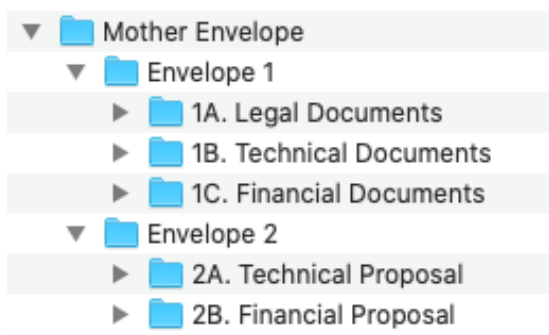 Mother Envelope
Envelope 1
1A. Legal Documents
1B. Technical Documents
1C. Financial Documents
Envelope 2
2A. Technical Proposal
2B. Financial Proposal